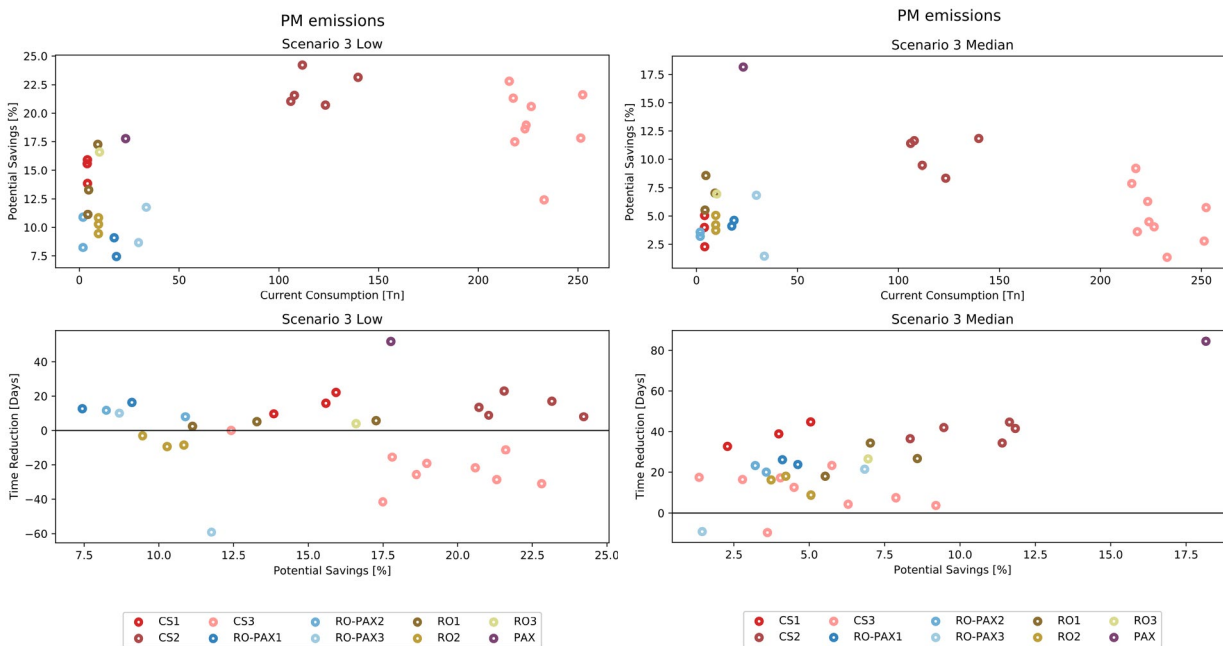 PM emissions
Scenario 3 Low
25.0
22.5
20.0
17.5
15.0
12.5
10.0
7.5
Potential Savings [%]
0 50 100 150 200 250
Current Consumption [Tn]
Scenario 3 Low
40
20
0
−20
−40
−60
Time Reduction [Days]
7.5 10.0 12.5 15.0 17.5 20.0 22.5 25.0
Potential Savings [%]
CS1 CS3 RO-PAX2 RO1 RO3
CS2 RO-PAX1 RO-PAX3 RO2 PAX
PM emissions
Scenario 3 Median
17.5
15.0
12.5
10.0
7.5
5.0
2.5
Potential Savings [%]
0 50 100 150 200 250
Current Consumption [Tn]
Scenario 3 Median
80
60
40
20
0
Time Reduction [Days]
2.5 5.0 7.5 10.0 12.5 15.0 17.5
Potential Savings [%]
CS1 CS3 RO-PAX2 RO1 RO3
CS2 RO-PAX1 RO-PAX3 RO2 PAX